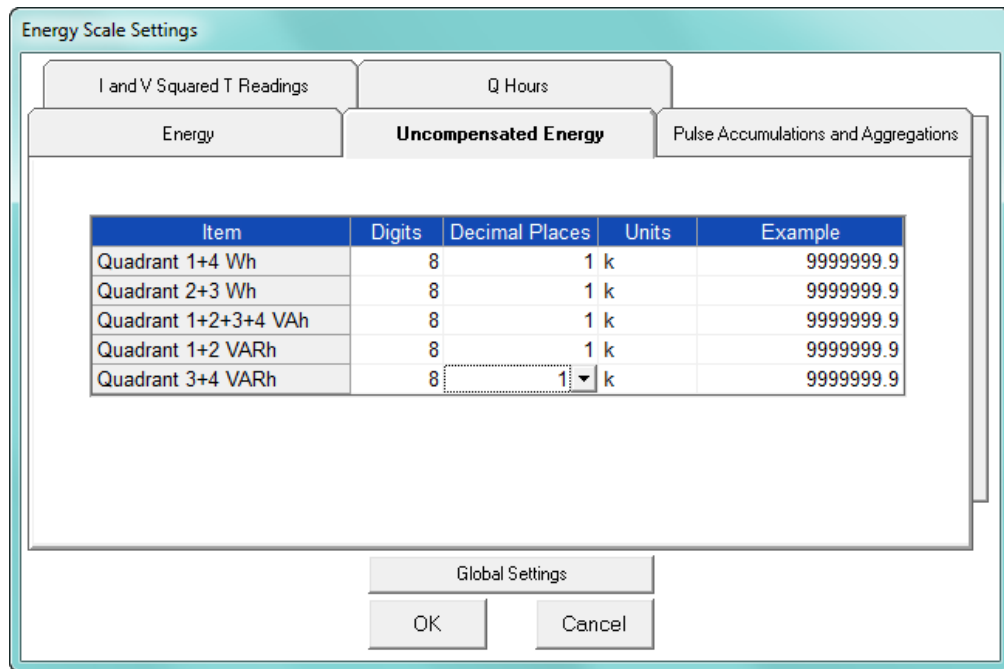 Energy Scale Settings
I and V Squared T Readings Q Hours
Energy Uncompensated Energy Pulse Accumulations and Aggregations
Item Digits Decimal Places Units Example
Quadrant 1+4 Wh 8 1 k 9999999.9
Quadrant 2+3 Wh 8 1 k 9999999.9
Quadrant 1+2+3+4 VAh 8 1 k 9999999.9
Quadrant 1+2 VARh 8 1 k 9999999.9
Quadrant 3+4 VARh 8 1 k 9999999.9
Global Settings
OK Cancel